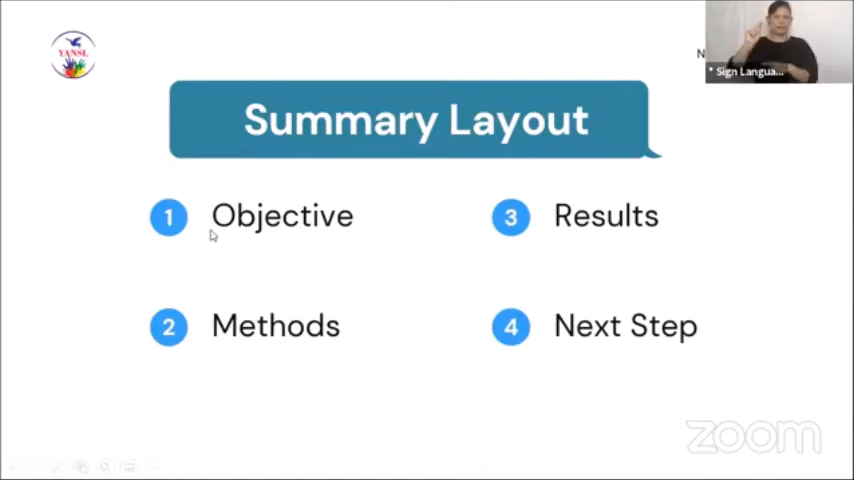 YANSL
N
* Sign Langua...
Summary Layout
1 Objective
2 Methods
3 Results
4 Next Step
zoom